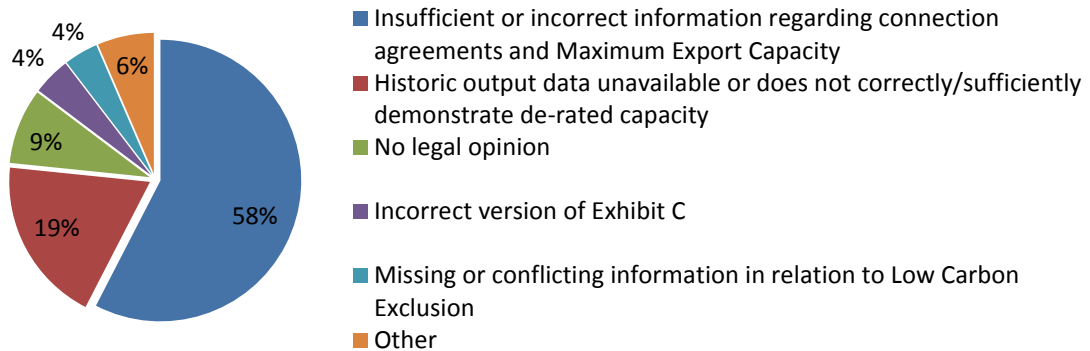 4%
4%
6%
9%
19%
58%
Insufficient or incorrect information regarding connection
agreements and Maximum Export Capacity
Historic output data unavailable or does not correctly/sufficiently
demonstrate de-rated capacity
No legal opinion
Incorrect version of Exhibit C
Missing or conflicting information in relation to Low Carbon
Exclusion
Other